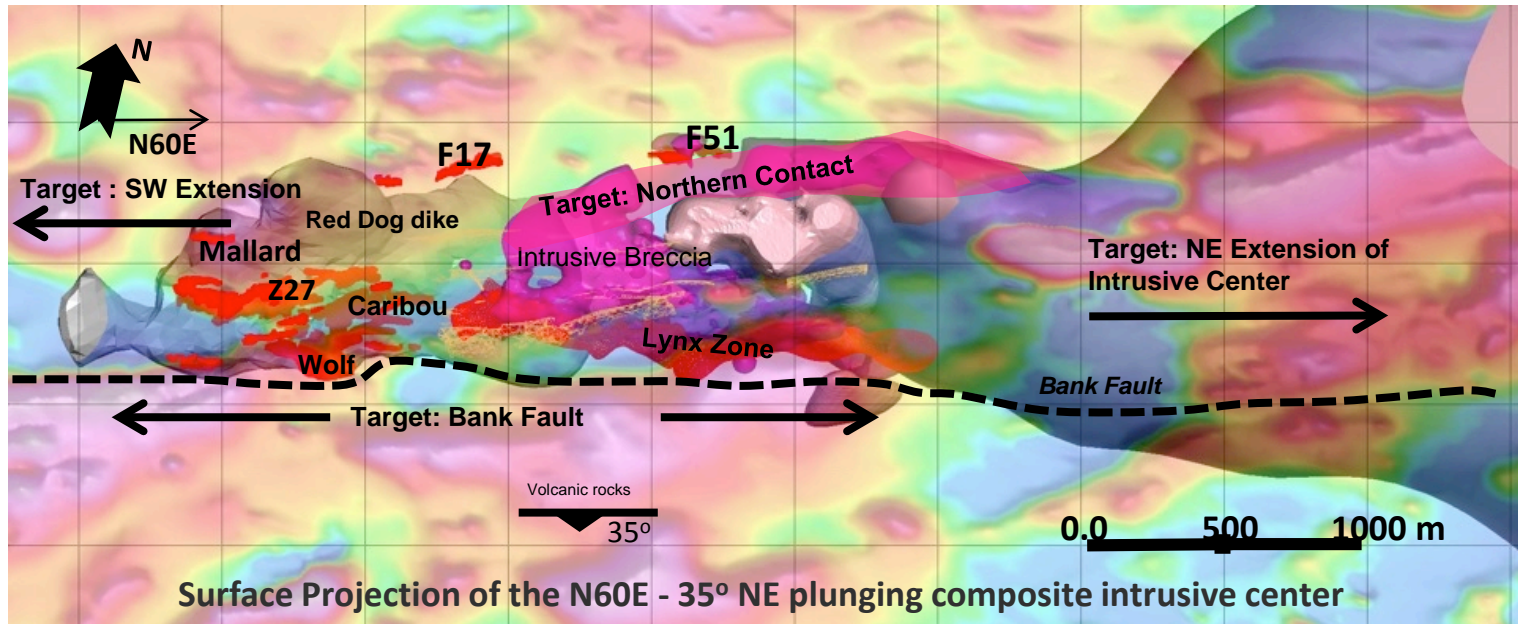 N
N60E
F17
F51
Target : SW Extension
Target: Northern Contact
Red Dog dike
Mallard
Intrusive Breccia
Target: NE Extension of
Intrusive Center
Z27
Caribou
Lynx Zone
Wolf
Bank Fault
Target: Bank Fault
Volcanic rocks
35o
0.0 500 1000 m
Surface Projection of the N60E - 35o NE plunging composite intrusive center